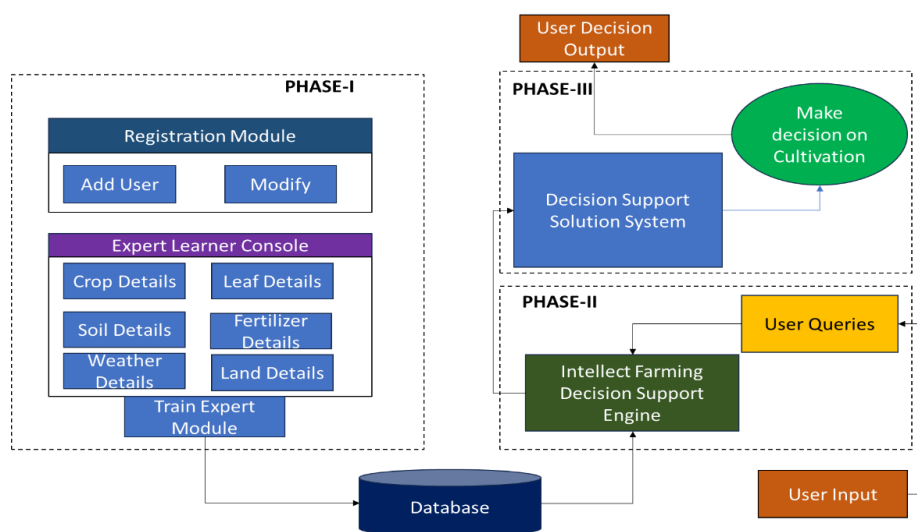 PHASE-I
Registration Module
Add User
Modify
Expert Learner Console
Crop Details
Leaf Details
Soil Details
Fertilizer
Details
Weather
Details
Land Details
Train Expert
Module
Database
User Decision
Output
PHASE-III
Make
decision on
Cultivation
Decision Support
Solution System
PHASE-II
User Queries
Intellect Farming
Decision Support
Engine
User Input